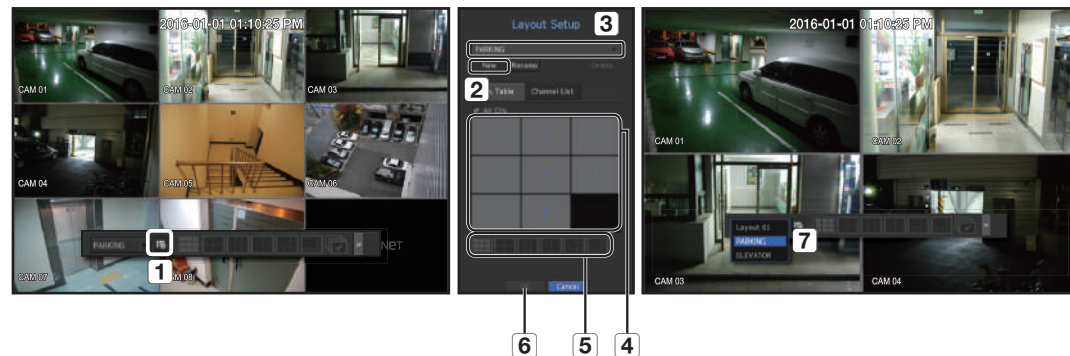 2016-01-01 01:10:25 PM
CAM 01
CAM 02
CAM 03
CAM 04
CAM 05
CAM 06
PARKING
NET
1
CAM 07
CAM 08
Layout Setup
3
PARKING
New Rename Delete
2
Table Channel List
All CHs
Cancel
6
5
4
2016-01-01 01:10:25 PM
CAM 01
CAM 02
Layout 01
PARKING
ELEVATOR
7
CAM 03
CAM 04